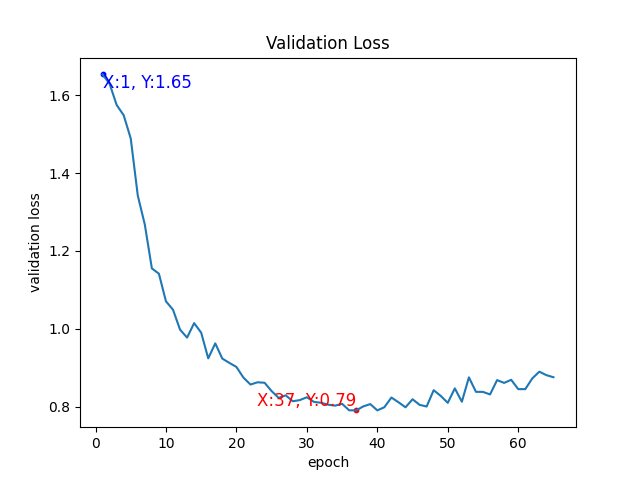 Validation Loss
X:1, Y:1.65
1.6
1.4
1.2
1.0
0.8
validation loss
X:37, Y:0.79
0 10 20 30 40 50 60
epoch